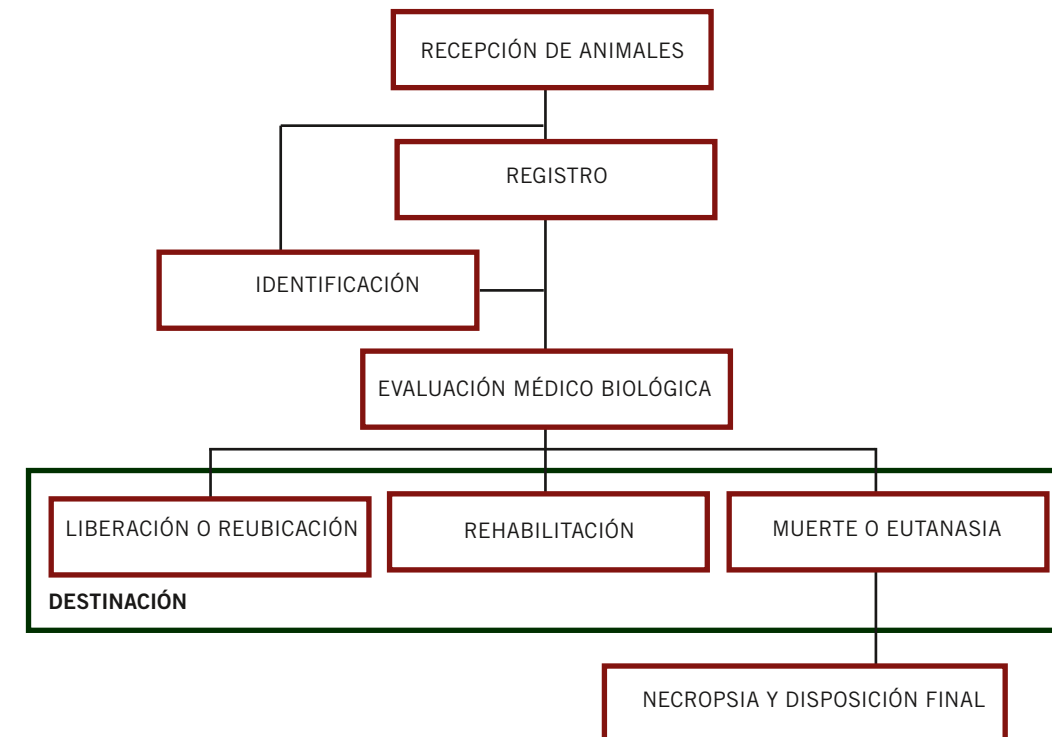 RECEPCIÓN DE ANIMALES
REGISTRO
IDENTIFICACIÓN
EVALUACIÓN MÉDICO BIOLÓGICA
LIBERACIÓN O REUBICACIÓN
REHABILITACIÓN
MUERTE O EUTANASIA
DESTINACIÓN
NECROPSIA Y DISPOSICIÓN FINAL